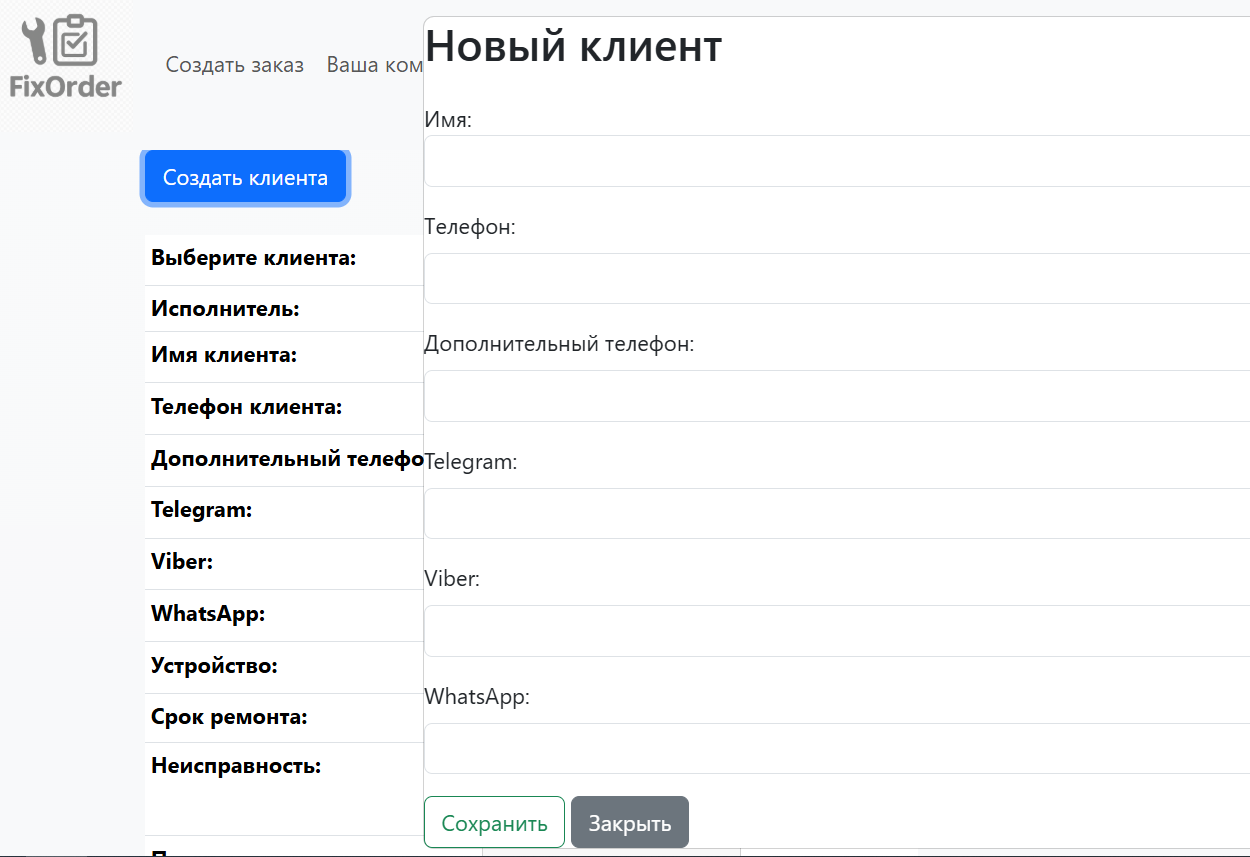 FixOrder
Создать заказ
Ваша ком
Создать клиента
Выберите клиента:
Исполнитель:
Имя клиента:
Телефон клиента:
Дополнительный телефо
Telegram:
Viber:
WhatsApp:
Устройство:
Срок ремонта:
Неисправность:
Новый клиент
Имя:
Телефон:
Дополнительный телефон:
Telegram:
Viber:
WhatsApp:
Сохранить
Закрыть